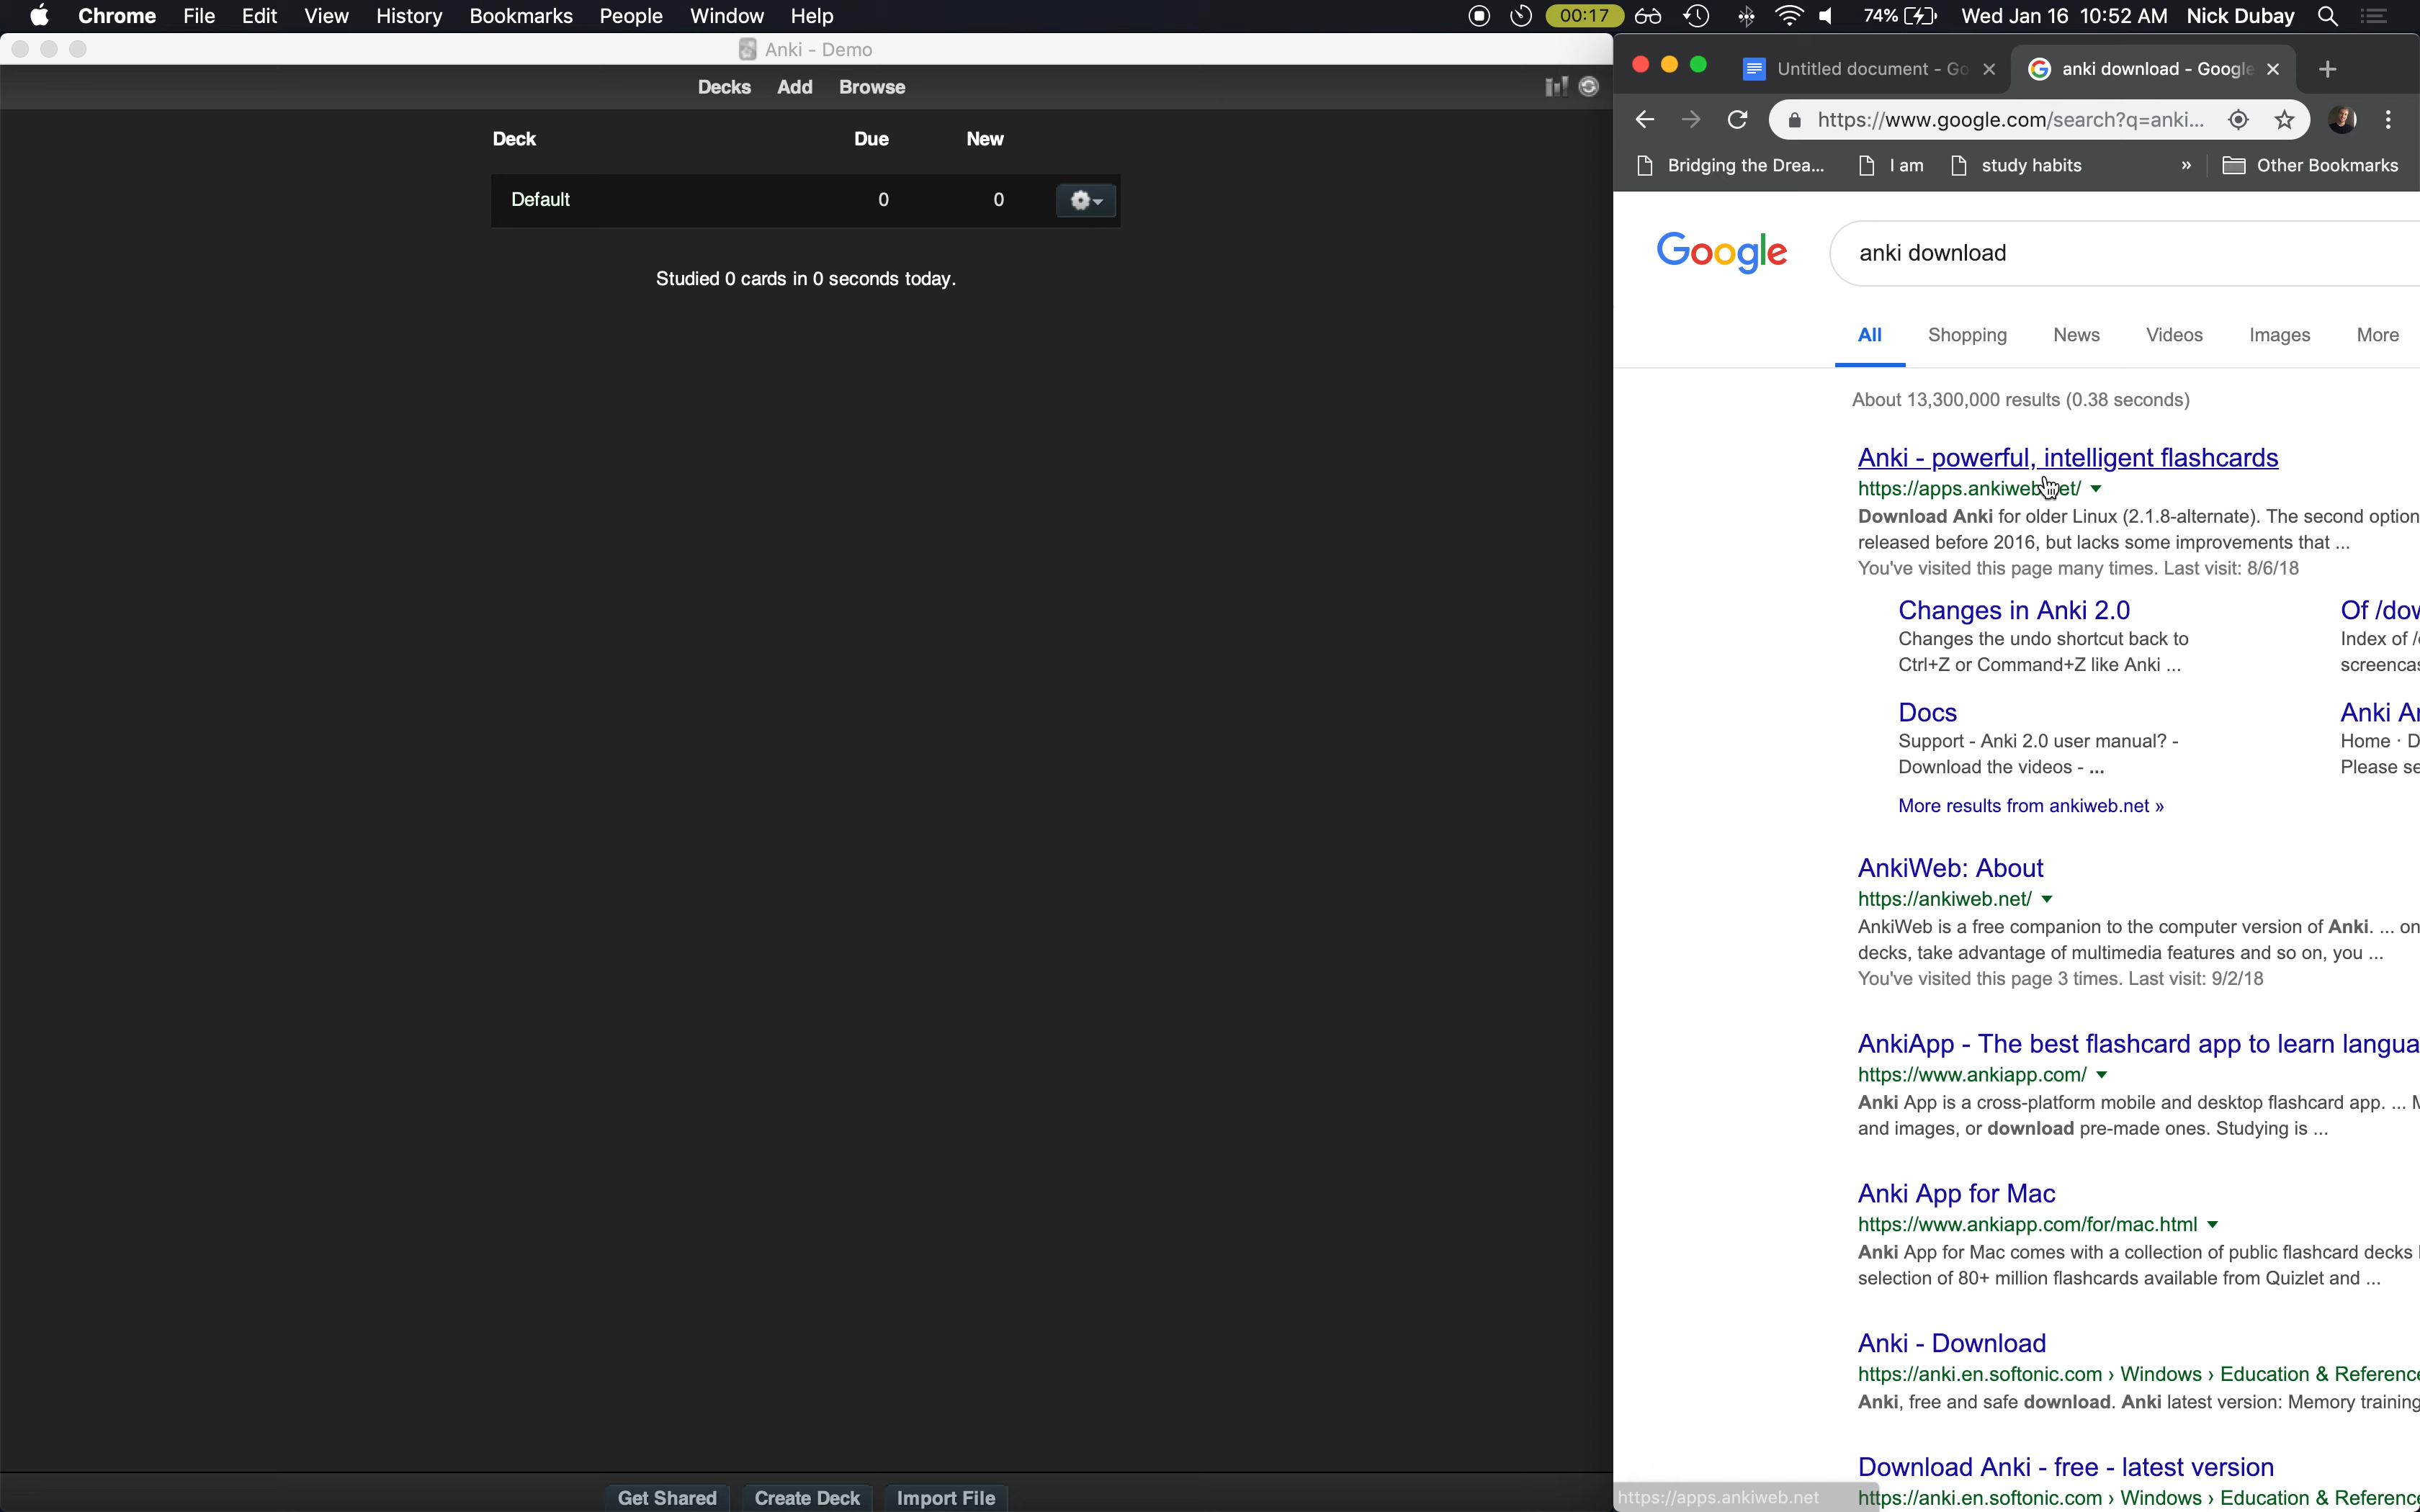 Chrome File Edit View History Bookmarks People Window Help 00:17 74% Wed Jan 16 10:52 AM Nick Dubay
Anki - Demo
Decks Add Browse
Deck Due New
Default 0 0
Studied 0 cards in 0 seconds today.
Get Shared Create Deck Import File
Untitled document - Go anki download - Google
https://www.google.com/search?q=anki...
Bridging the Drea... I am study habits » Other Bookmarks
Google anki download
All Shopping News Videos Images More
About 13,300,000 results (0.38 seconds)
Anki - powerful, intelligent flashcards
https://apps.ankiweb.net/
Download Anki for older Linux (2.1.8-alternate). The second option
released before 2016, but lacks some improvements that ...
You've visited this page many times. Last visit: 8/6/18
Changes in Anki 2.0
Changes the undo shortcut back to
Ctrl+Z or Command+Z like Anki ...
Of
Index of
Docs
Support - Anki 2.0 user manual? -
Download the videos - ...
Anki
Home ·
Please
More results from ankiweb.net »
AnkiWeb: About
https://ankiweb.net/
AnkiWeb is a free companion to the computer version of Anki. ... on
decks, take advantage of multimedia features and so on, you ...
You've visited this page 3 times. Last visit: 9/2/18
AnkiApp - The best flashcard app to learn langua
https://www.ankiapp.com/
Anki App is a cross-platform mobile and desktop flashcard app. ...
and images, or download pre-made ones. Studying is ...
Anki App for Mac
https://www.ankiapp.com/for/mac.html
Anki App for Mac comes with a collection of public flashcard decks
selection of 80+ million flashcards available from Quizlet and ...
Anki - Download
https://anki.en.softonic.com › Windows › Education & Reference
Anki, free and safe download. Anki latest version: Memory training
Download Anki - free - latest version
https://anki.en.softonic.com › Windows › Education & Reference
https://apps.ankiweb.net